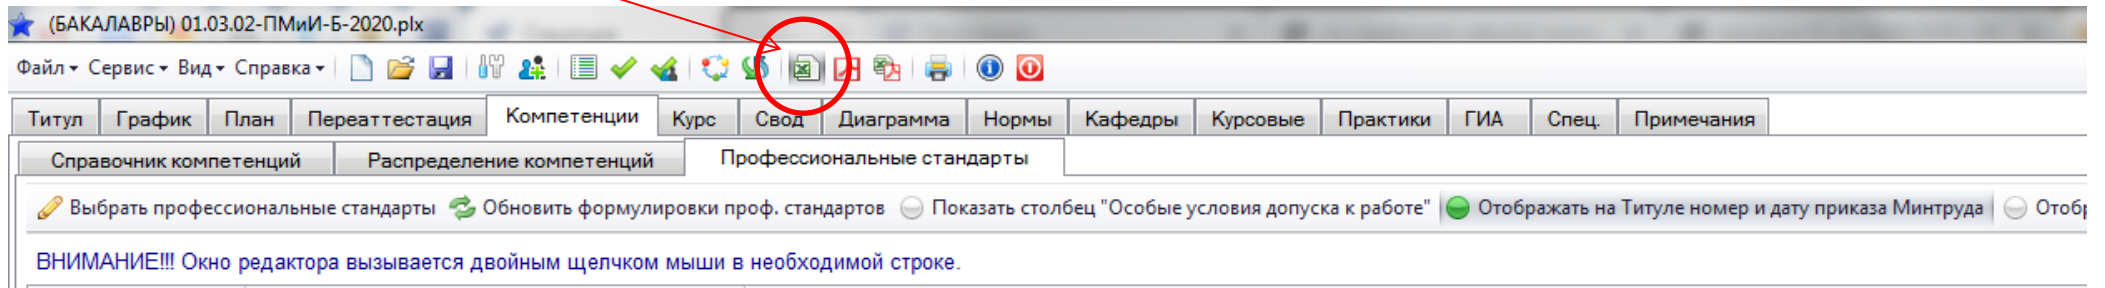 (БАКАЛАВРЫ) 01.03.02-ПМиИ-Б-2020.plx
Файл Сервис Вид Справка
Титул График План Переаттестация Компетенции Курс Свод Диаграмма Нормы Кафедры Курсовые Практики ГИА Спец. Примечания
Справочник компетенций Распределение компетенций Профессиональные стандарты
Выбрать профессиональные стандарты Обновить формулировки проф. стандартов Показать столбец "Особые условия допуска к работе" Отображать на Титуле номер и дату приказа Минтруда Отоб
ВНИМАНИЕ!!! Окно редактора вызывается двойным щелчком мыши в необходимой строке.